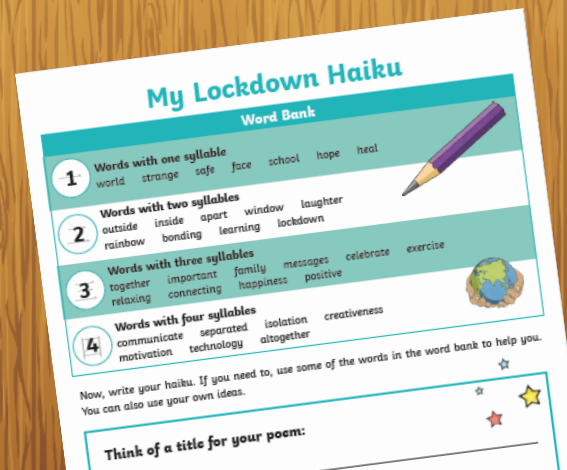 My Lockdown Haiku
Word Bank
1
Words with one syllable
world strange safe face school hope heal
2
Words with two syllables
outside inside apart window laughter
rainbow bonding learning lockdown
3
Words with three syllables
together important family messages celebrate exercise
relaxing connecting happiness positive
4
Words with four syllables
communicate separated isolation creativeness
motivation technology altogether
Now, write your haiku. If you need to, use some of the words in the word bank to help you.
You can also use your own ideas.
Think of a title for your poem: